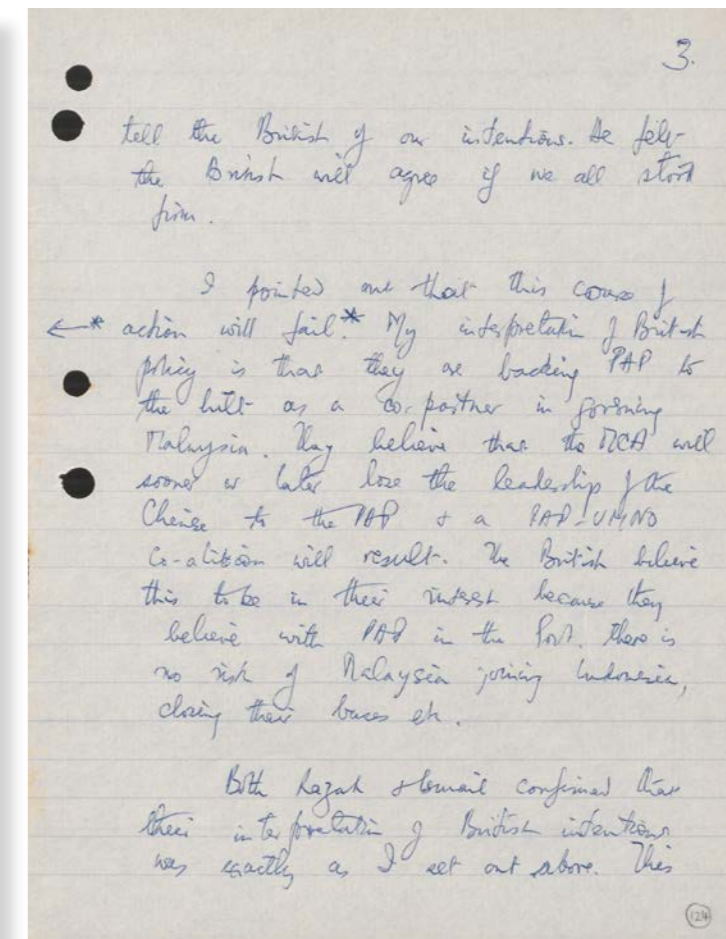 3.
tell the British of our intentions. He felt
the British will agree if we all stood
firm.
I pointed out that this course of
←* action will fail.* My interpretation of British
policy is that they are backing PAP to
the hilt as a co-partner in governing
Malaysia. They believe that the MCA will
sooner or later lose the leadership of the
Chinese to the PAP & a PAP-UMNO
Co-alition will result. The British believe
this to be in their interest because they
believe with PAP in the Govt. there is
no risk of Malaysia joining Indonesia,
closing their bases etc.
Both Razak & Ismail confirmed that
their interpretation of British intentions
was exactly as I set out above. This
124